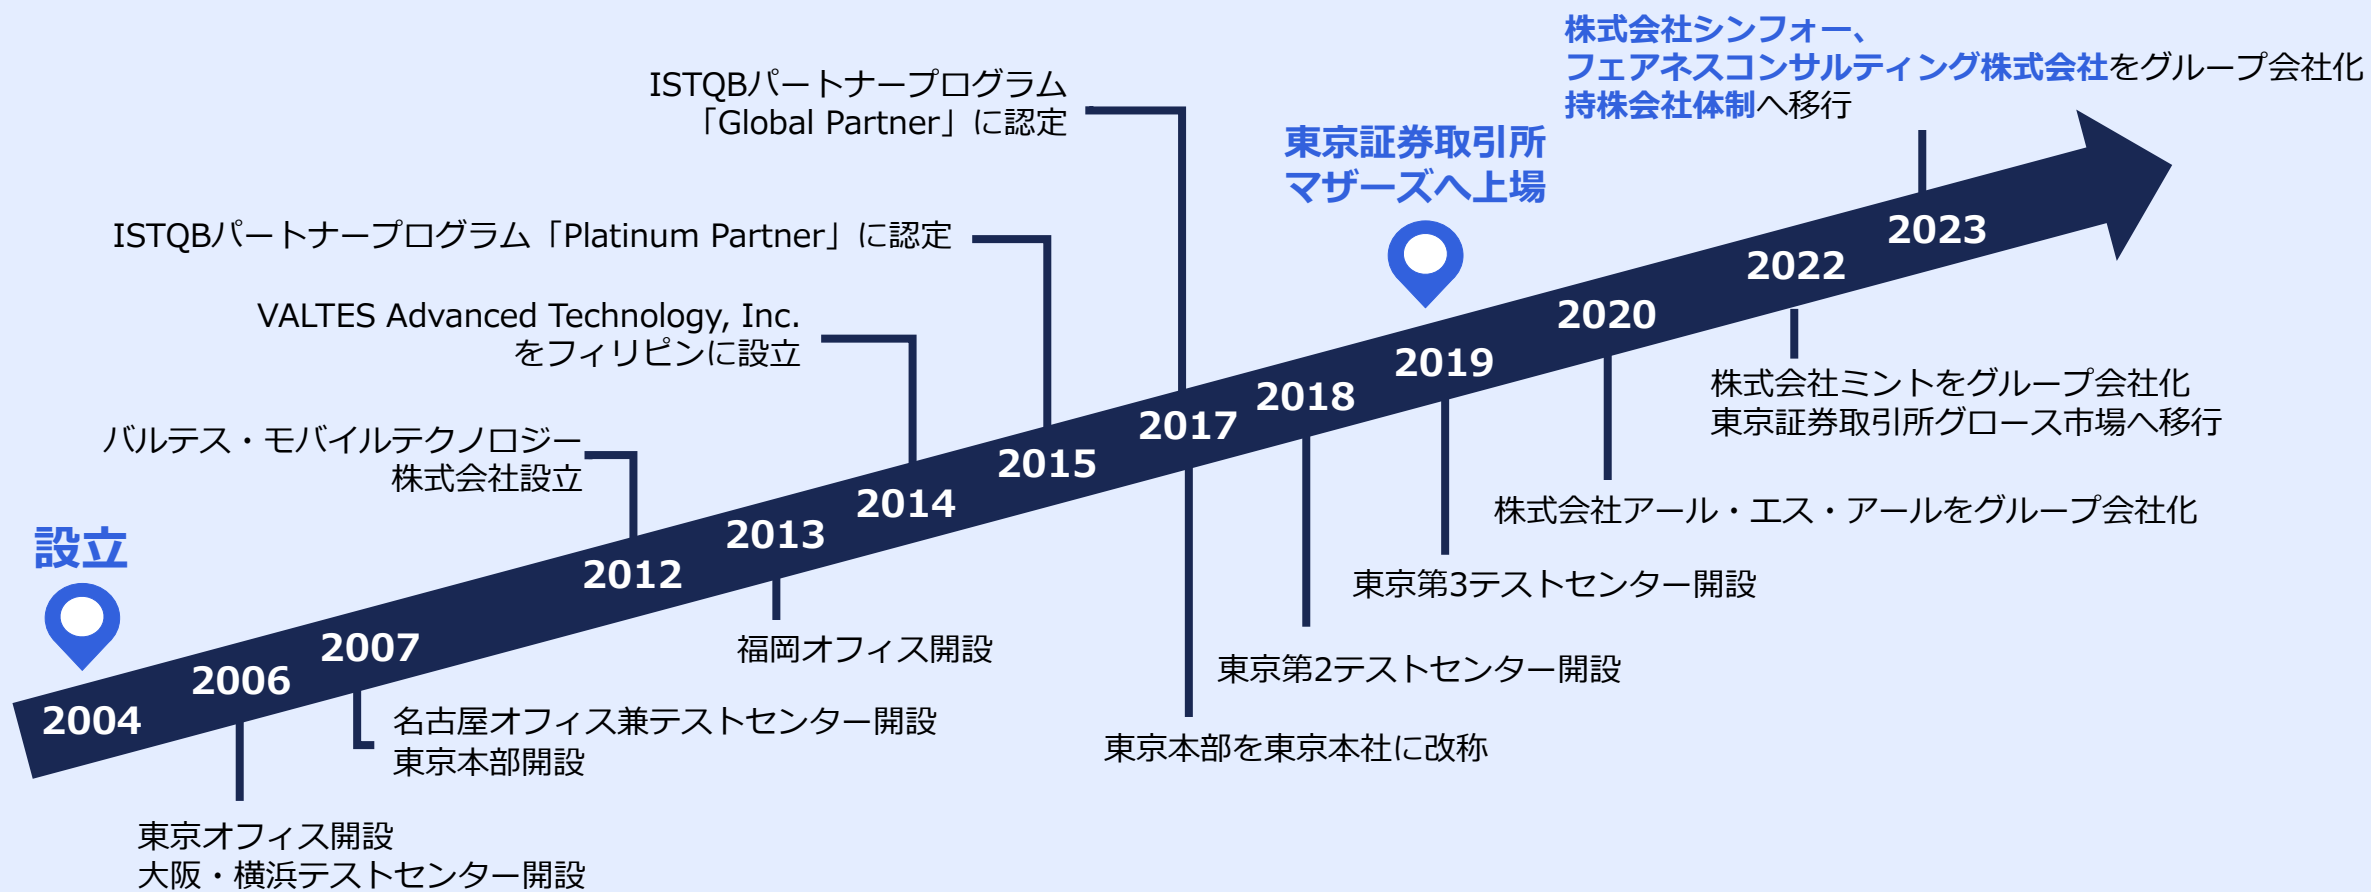 株式会社シンフォー、
フェアネスコンサルティング株式会社をグループ会社化
持株会社体制へ移行
ISTQBパートナープログラム
「Global Partner」に認定
東京証券取引所
マザーズへ上場
ISTQBパートナープログラム「Platinum Partner」に認定
VALTES Advanced Technology, Inc.
をフィリピンに設立
バルテス・モバイルテクノロジー
株式会社設立
設立
2004
2006
2007
2012
2013
2014
2015
2017
2018
2019
2020
2022
2023
株式会社ミントをグループ会社化
東京証券取引所グロース市場へ移行
株式会社アール・エス・アールをグループ会社化
東京第3テストセンター開設
東京第2テストセンター開設
東京本部を東京本社に改称
福岡オフィス開設
名古屋オフィス兼テストセンター開設
東京本部開設
東京オフィス開設
大阪・横浜テストセンター開設